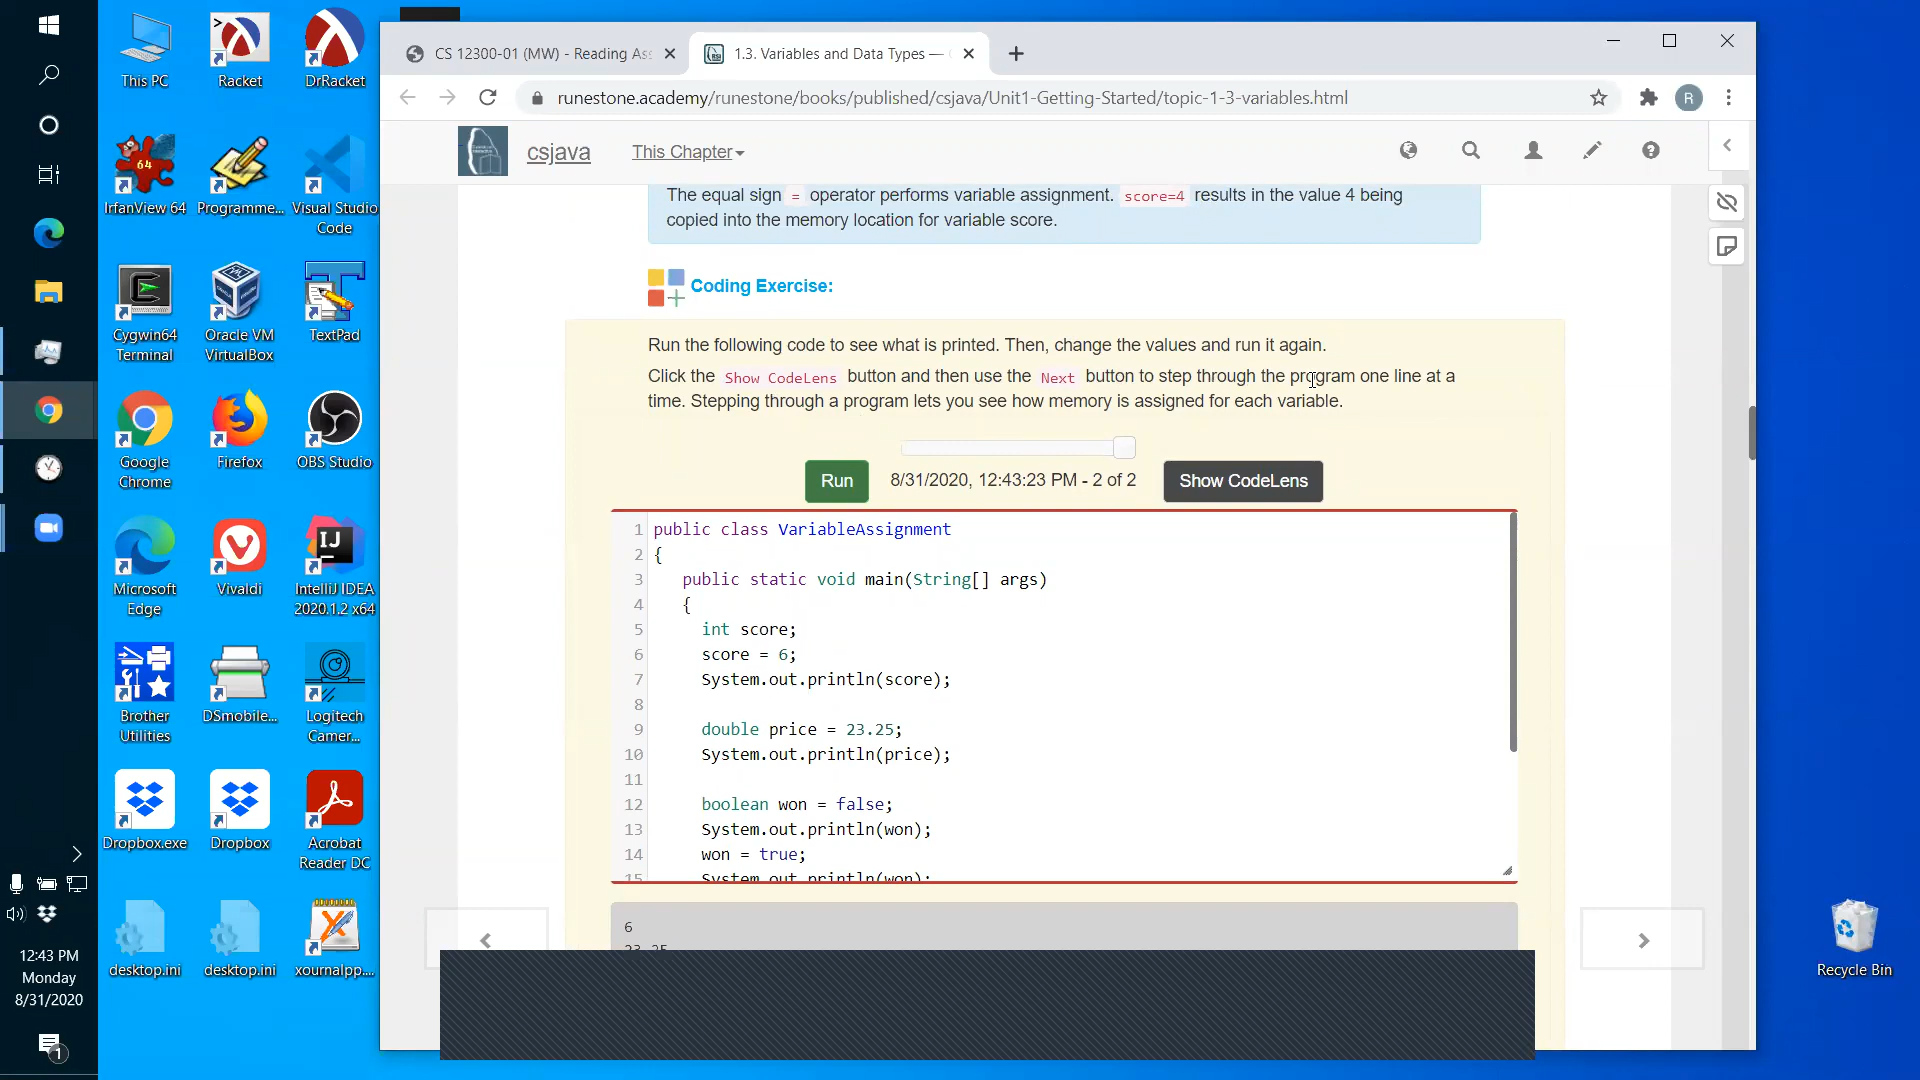 This PC
Racket
DrRacket
IrfanView 64
Programme...
Visual Studio
Code
Cygwin64
Terminal
Oracle VM
VirtualBox
TextPad
Google
Chrome
Firefox
OBS Studio
Microsoft
Edge
Vivaldi
IntelliJ IDEA
2020.1.2 x64
Brother
Utilities
DSmobile...
Logitech
Camer...
Dropbox.exe
Dropbox
Acrobat
Reader DC
desktop.ini
desktop.ini
xournalpp....
12:43 PM
Monday
8/31/2020
1
CS 12300-01 (MW) - Reading Ass
1.3. Variables and Data Types —
runestone.academy/runestone/books/published/csjava/Unit1-Getting-Started/topic-1-3-variables.html
R
csjava
This Chapter
The equal sign = operator performs variable assignment. score=4 results in the value 4 being
copied into the memory location for variable score.
Coding Exercise:
Run the following code to see what is printed. Then, change the values and run it again.
Click the Show CodeLens button and then use the Next button to step through the program one line at a
time. Stepping through a program lets you see how memory is assigned for each variable.
Run
8/31/2020, 12:43:23 PM - 2 of 2
Show CodeLens
1 public class VariableAssignment
2 {
3 public static void main(String[] args)
4 {
5 int score;
6 score = 6;
7 System.out.println(score);
8
9 double price = 23.25;
10 System.out.println(price);
11
12 boolean won = false;
13 System.out.println(won);
14 won = true;
15 System.out.println(won);
6
23.25
Recycle Bin